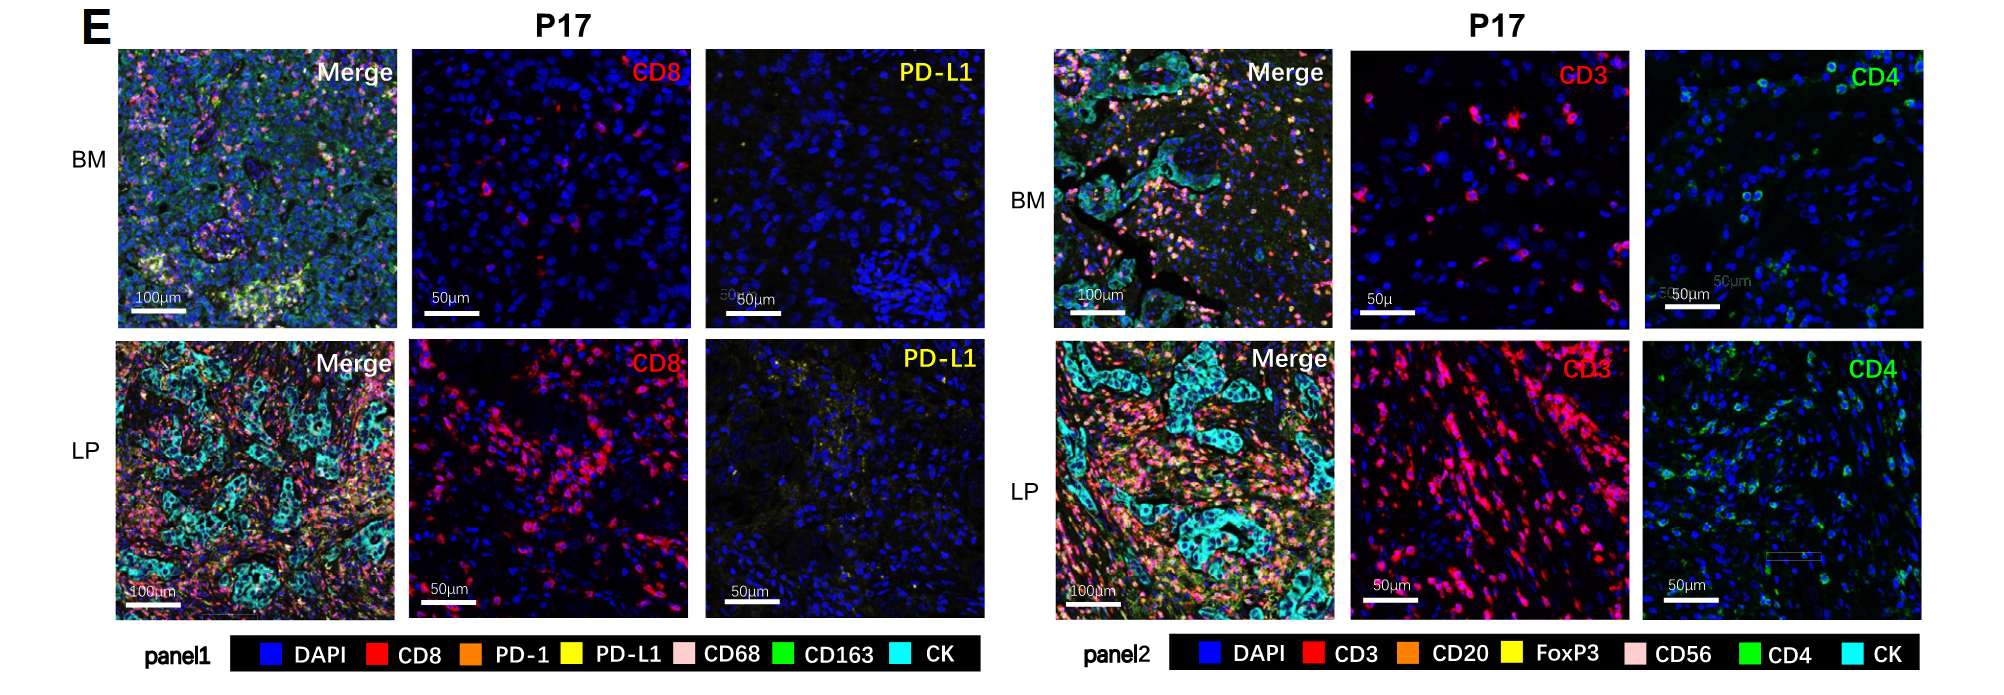 E
P17
P17
Merge
CD8
PD-L1
Merge
CD3
CD4
BM
BM
100μm
50μm
50μm
50μm
100μm
50μ
50μm
50μm
Merge
CD8
PD-L1
Merge
CD3
CD4
LP
LP
100μm
50μm
50μm
100μm
50μm
50μm
panel1
DAPI CD8 PD-1 PD-L1 CD68 CD163 CK
panel2
DAPI CD3 CD20 FoxP3 CD56 CD4 CK